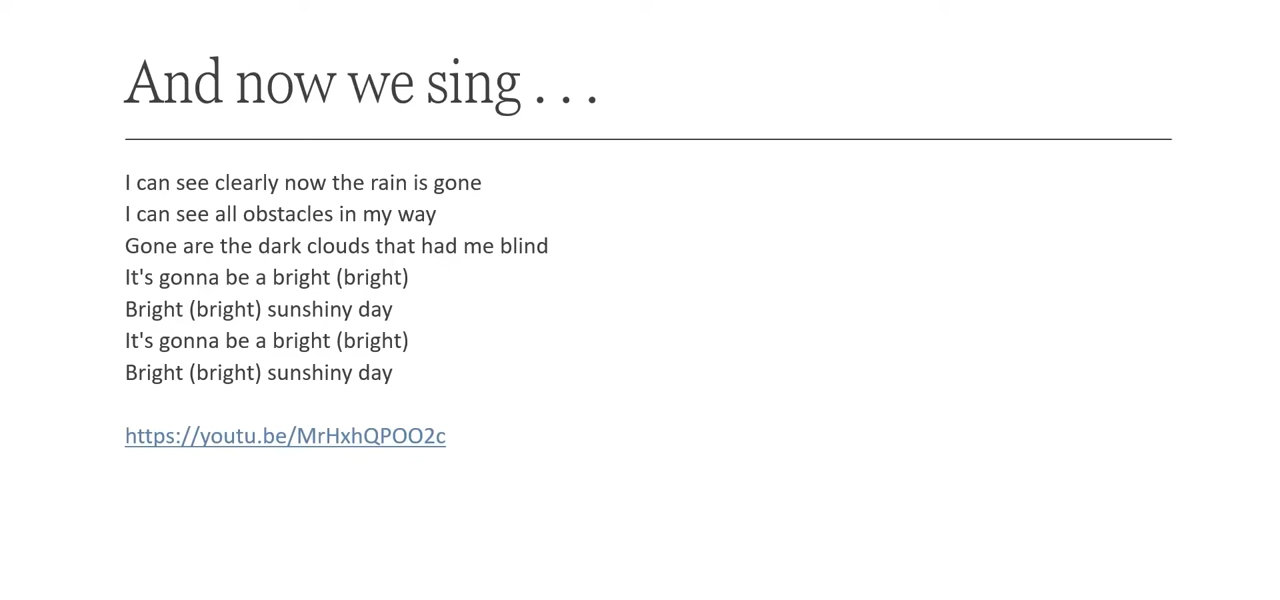 And now we sing . . .
I can see clearly now the rain is gone
I can see all obstacles in my way
Gone are the dark clouds that had me blind
It's gonna be a bright (bright)
Bright (bright) sunshiny day
It's gonna be a bright (bright)
Bright (bright) sunshiny day
https://youtu.be/MrHxhQPOO2c